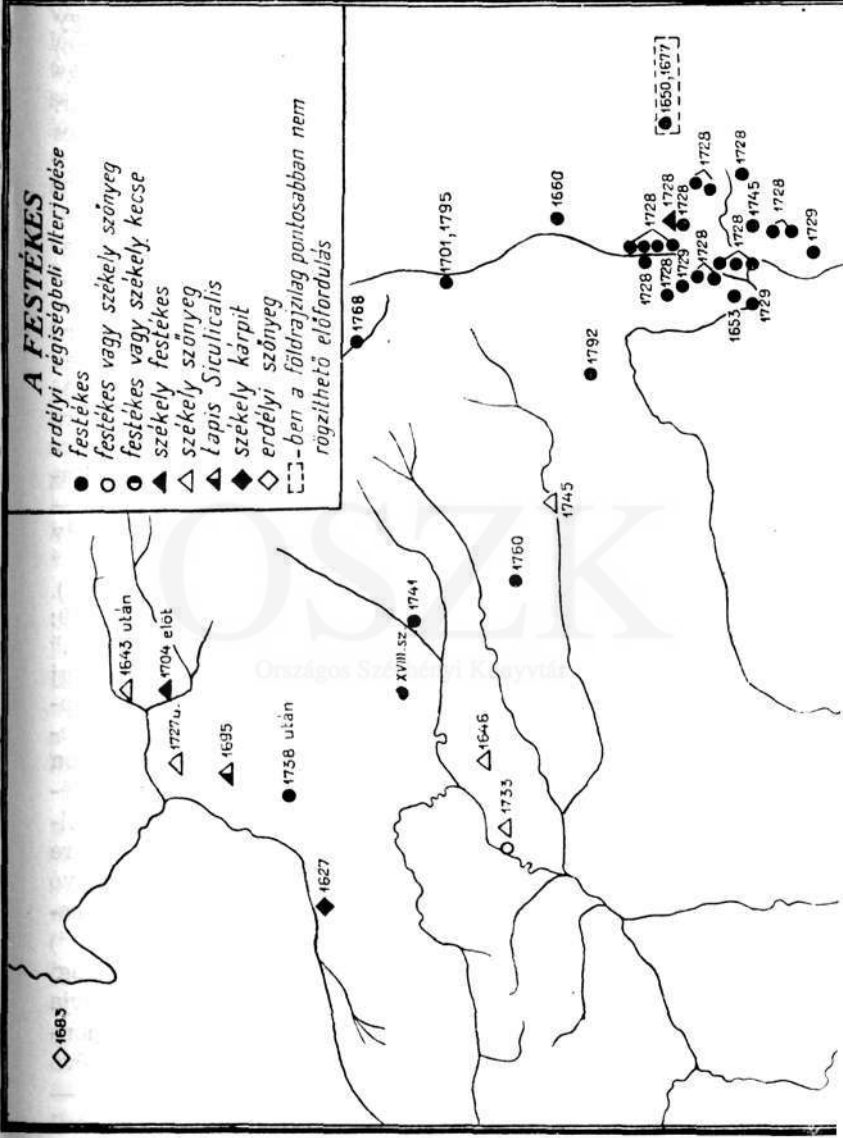 A FESTÉKES
erdélyi régiségbeli elterjedése
festékes
festékes vagy székely szőnyeg
festékes vagy székely kecse
székely festékes
székely szőnyeg
Tapis Siculicalis
székely kárpit
erdélyi szőnyeg
-ben a földrajzilag pontosabban nem
rögzíthető előfordulás
1683
1643 után
1704 előt
1727u.
1695
1738 után
1627
XVIII.sz.
1741
1646
1733
1760
1745
1768
1701,1795
1660
1792
1650,1677
1728
1728
1728
1728
1728
1728
1729
1728
1728
1728
1745
1728
1653
1729
1729
OSZK
Országos Széchényi Könyvtár